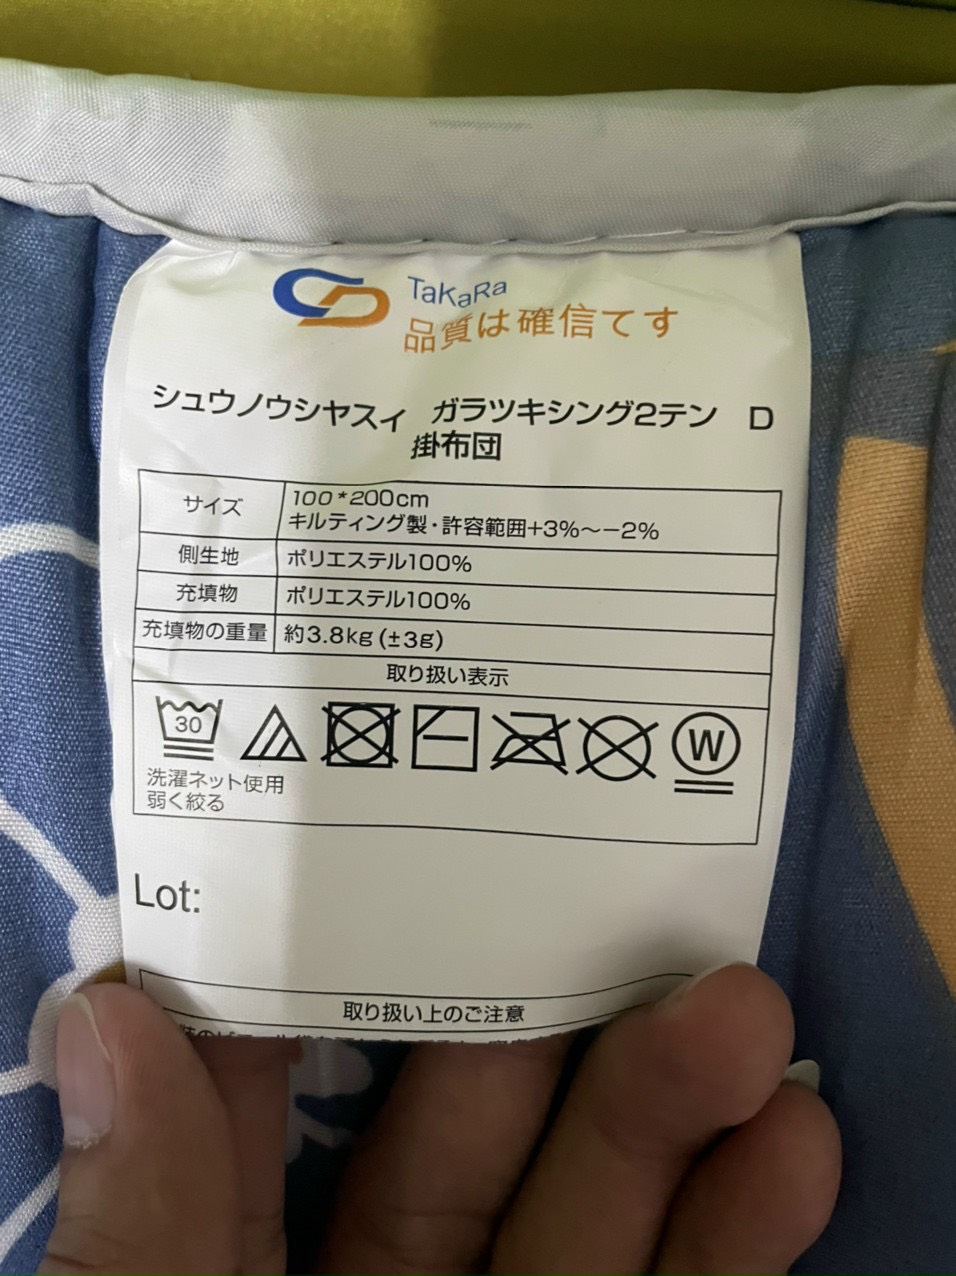 TaKaRa
品質は確信てす
シュウノウシヤスィ ガラツキシング2テン D
掛布団
サイズ
100*200cm
キルティング製・許容範囲+3%～-2%
側生地 ポリエステル100%
充填物 ポリエステル100%
充填物の重量 約3.8kg (±3g)
取り扱い表示
30
W
洗濯ネット使用
弱く絞る
Lot:
取り扱い上のご注意